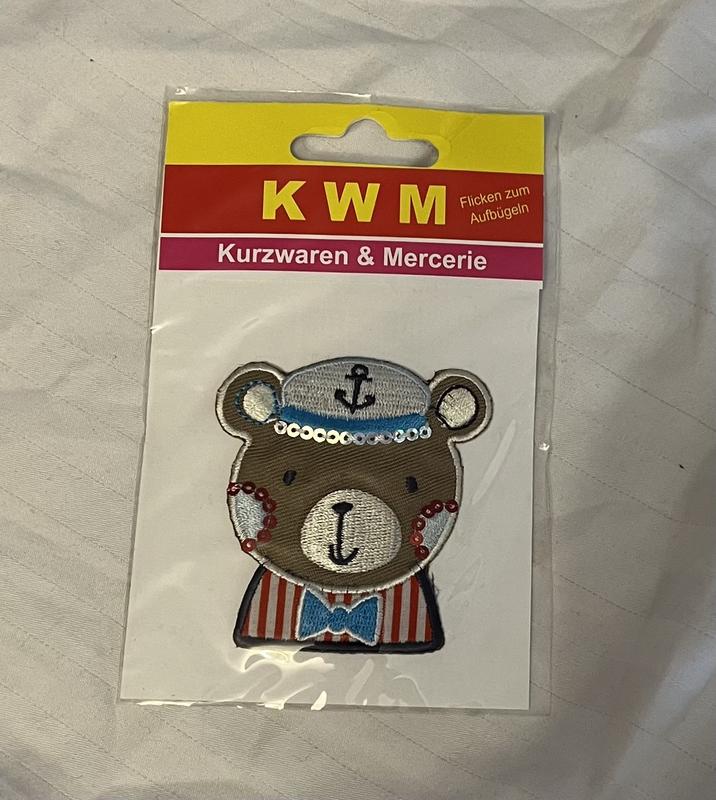 KWM
Flicken zum
Aufbügeln
Kurzwaren & Mercerie